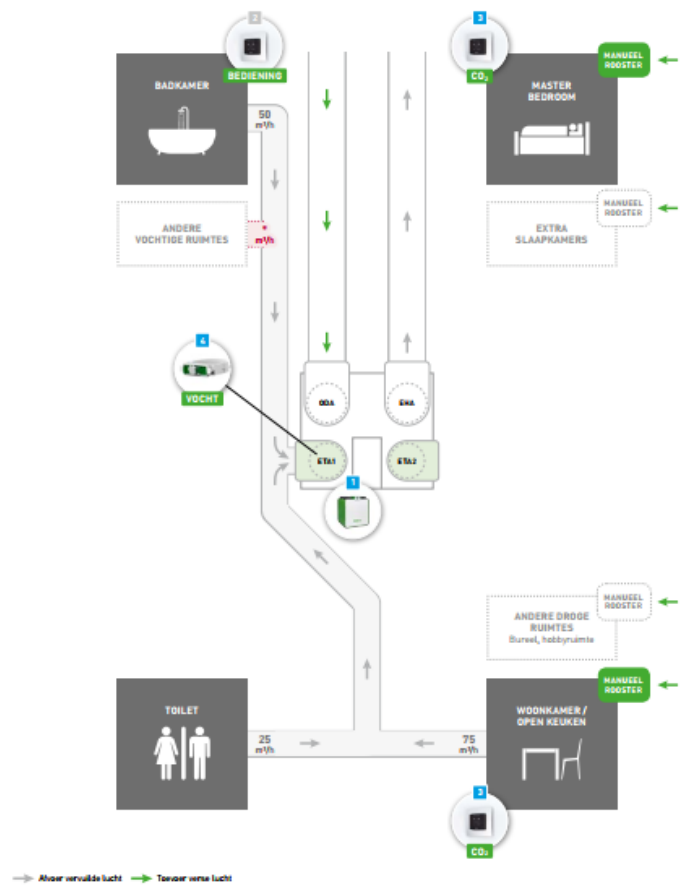 2
BEDIENING
BADKAMER
50
m³/h
ANDERE
VOCHTIGE RUIMTES
*
m³/h
3
CO₂
MANUEEL
ROOSTER
MASTER
BEDROOM
MANUEEL
ROOSTER
EXTRA
SLAAPKAMERS
4
VOCHT
ODA
EHA
ETA1
ETA2
1
MANUEEL
ROOSTER
ANDERE DROGE
RUIMTES
Bureel, hobbyruimte
MANUEEL
ROOSTER
TOILET
25
m³/h
75
m³/h
WOONKAMER /
OPEN KEUKEN
3
CO₂
Afvoer vervuilde lucht
Toevoer verse lucht